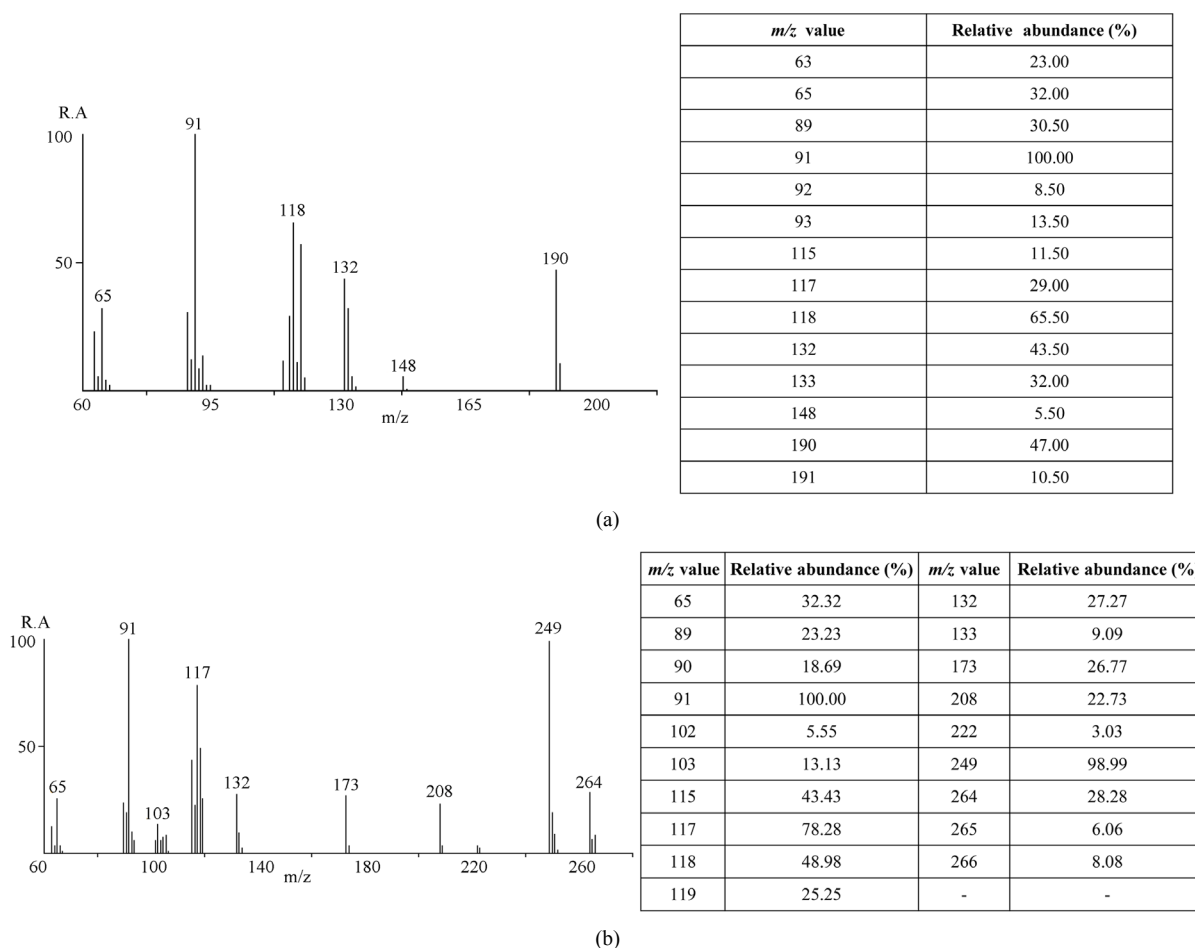 m/z value Relative abundance (%)
63 23.00
65 32.00
89 30.50
91 100.00
92 8.50
93 13.50
115 11.50
117 29.00
118 65.50
132 43.50
133 32.00
148 5.50
190 47.00
191 10.50
R.A
100
50
91
118
65
132
190
148
60 95 130 165 200
m/z
(a)
m/z value Relative abundance (%) m/z value Relative abundance (%)
65 32.32 132 27.27
89 23.23 133 9.09
90 18.69 173 26.77
91 100.00 208 22.73
102 5.55 222 3.03
103 13.13 249 98.99
115 43.43 264 28.28
117 78.28 265 6.06
118 48.98 266 8.08
119 25.25 - -
R.A
100
50
91
249
117
65
132
103
173
208
264
60 100 140 180 220 260
m/z
(b)